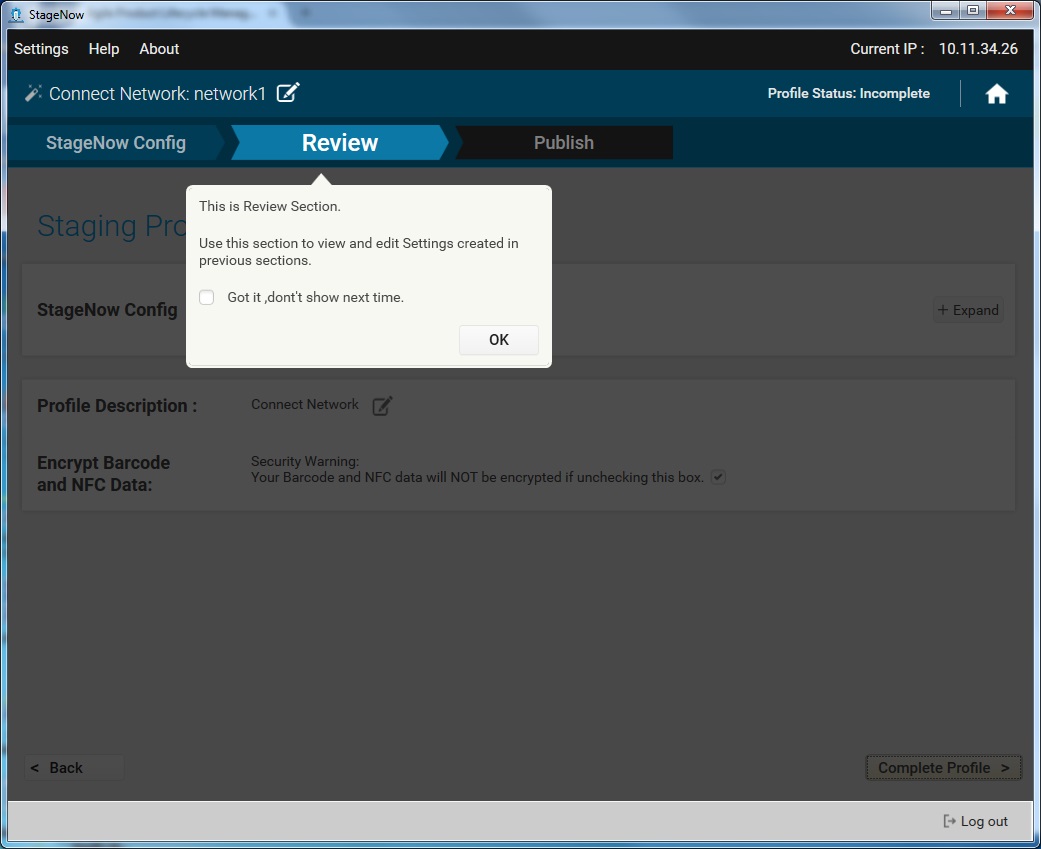 StageNow
Settings Help About
Current IP : 10.11.34.26
Connect Network: network1
Profile Status: Incomplete
StageNow Config
Review
Publish
Staging Pro
This is Review Section.
Use this section to view and edit Settings created in
previous sections.
Got it ,dont't show next time.
OK
StageNow Config
+ Expand
Profile Description :
Connect Network
Encrypt Barcode
and NFC Data:
Security Warning:
Your Barcode and NFC data will NOT be encrypted if unchecking this box.
< Back
Complete Profile >
Log out